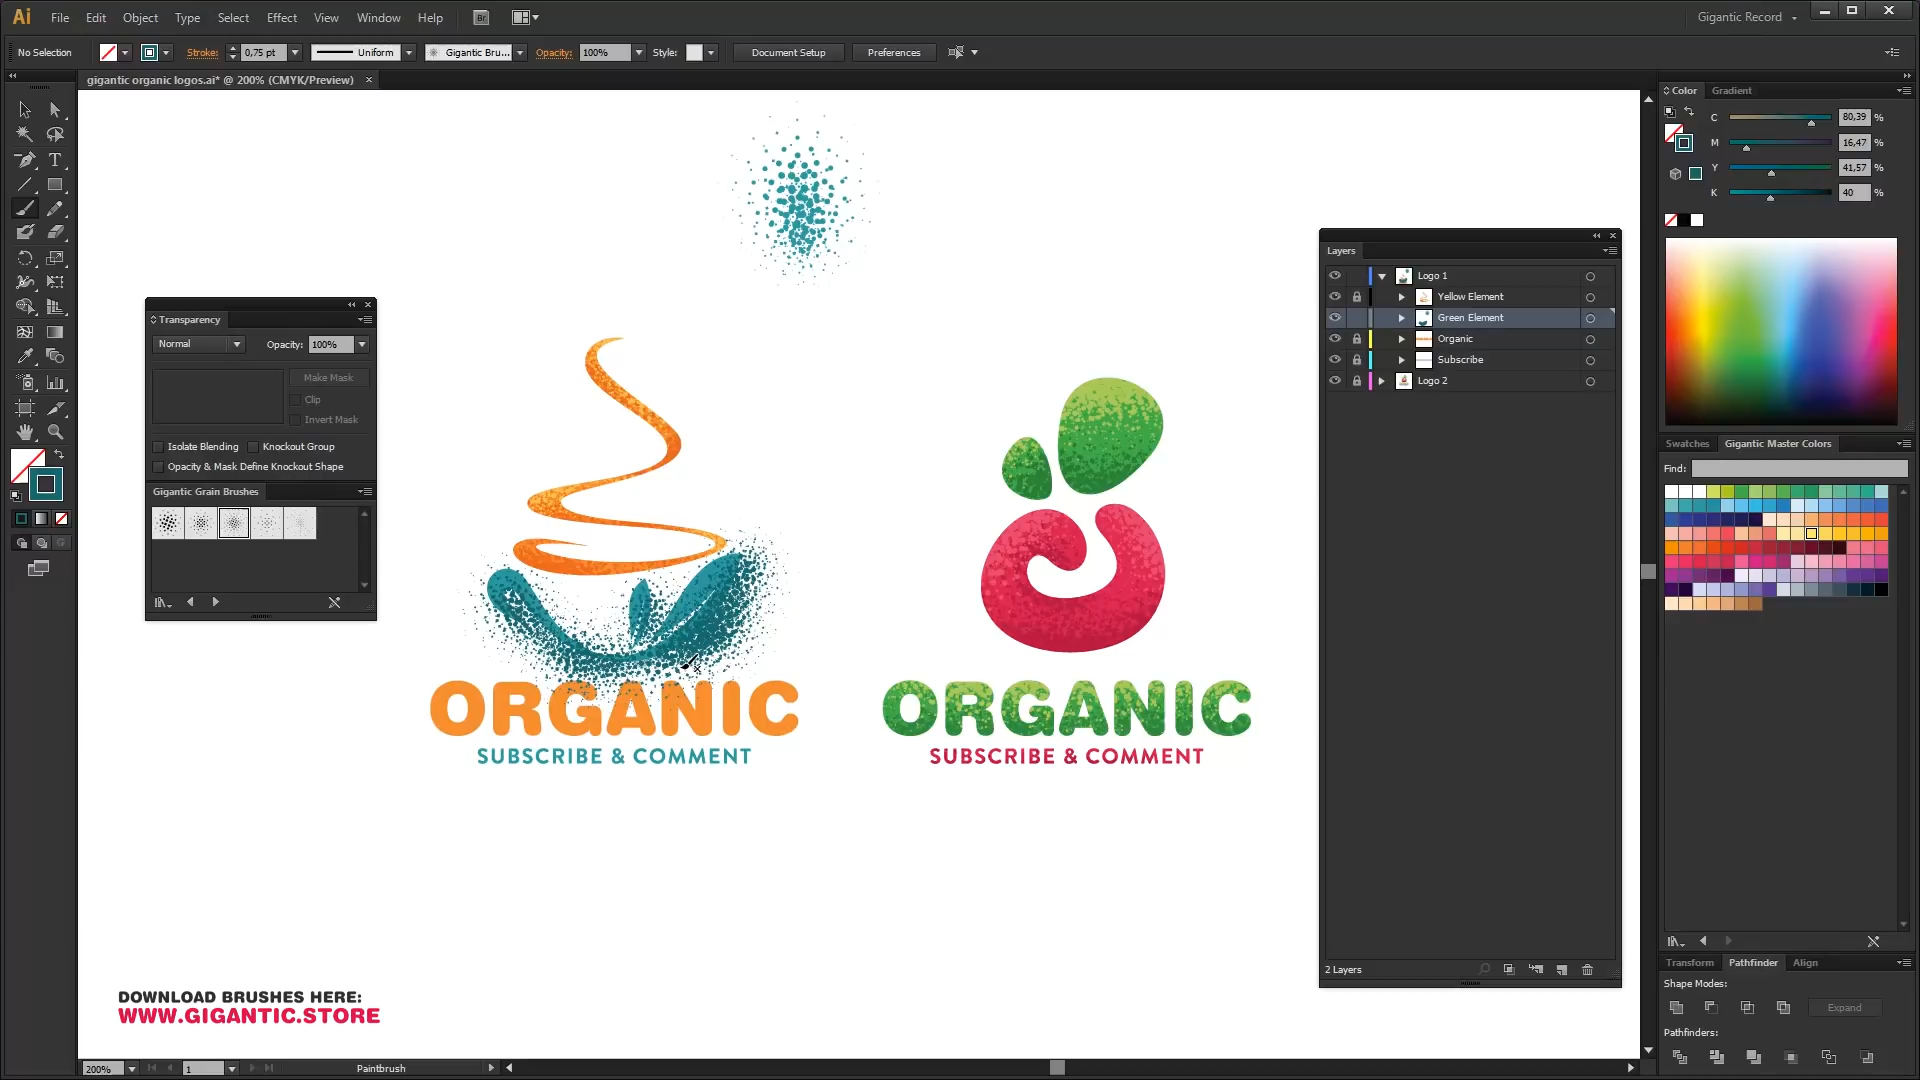 Ai File Edit Object Type Select Effect View Window Help Br Gigantic Record
No Selection Stroke: 0,75 pt Uniform Gigantic Bru... Opacity: 100% Style: Document Setup Preferences
gigantic organic logos.ai* @ 200% (CMYK/Preview)
Transparency
Normal Opacity: 100%
Make Mask
Clip
Invert Mask
Isolate Blending Knockout Group
Opacity & Mask Define Knockout Shape
Gigantic Grain Brushes
ORGANIC
SUBSCRIBE & COMMENT
ORGANIC
SUBSCRIBE & COMMENT
DOWNLOAD BRUSHES HERE:
WWW.GIGANTIC.STORE
Layers
Logo 1
Yellow Element
Green Element
Organic
Subscribe
Logo 2
2 Layers
Color Gradient
C 80,39 %
M 16,47 %
Y 41,57 %
K 40 %
Swatches Gigantic Master Colors
Find:
Transform Pathfinder Align
Shape Modes:
Expand
Pathfinders:
200% 1 Paintbrush